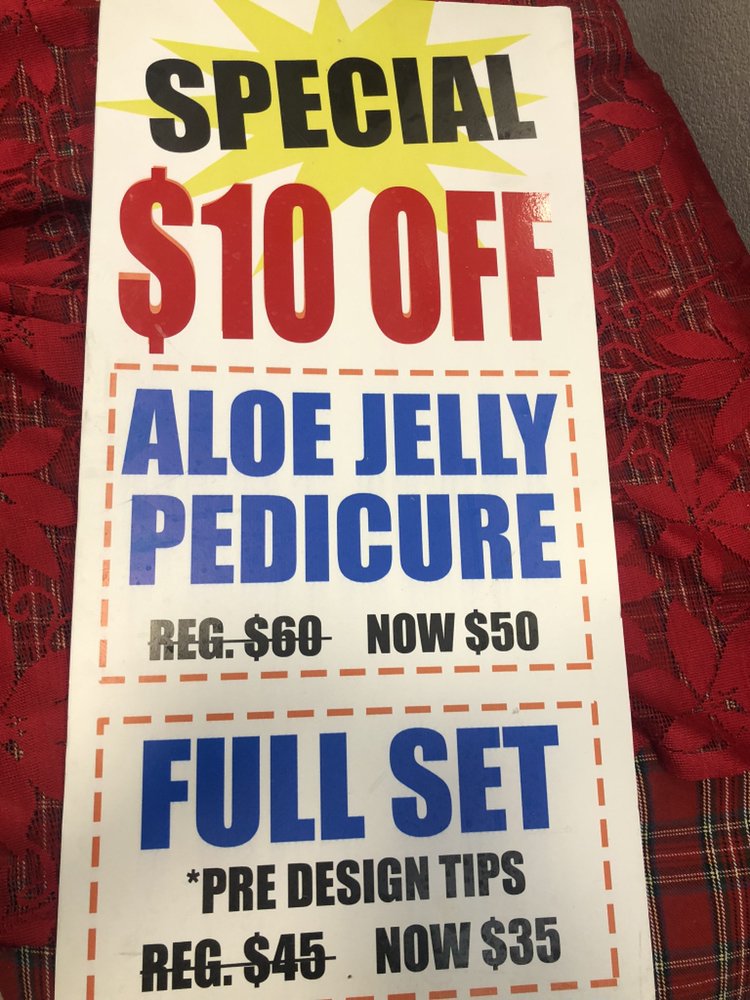 SPECIAL
$10 OFF
ALOE JELLY
PEDICURE
REG. $60 NOW $50
FULL SET
*PRE DESIGN TIPS
REG. $45 NOW $35